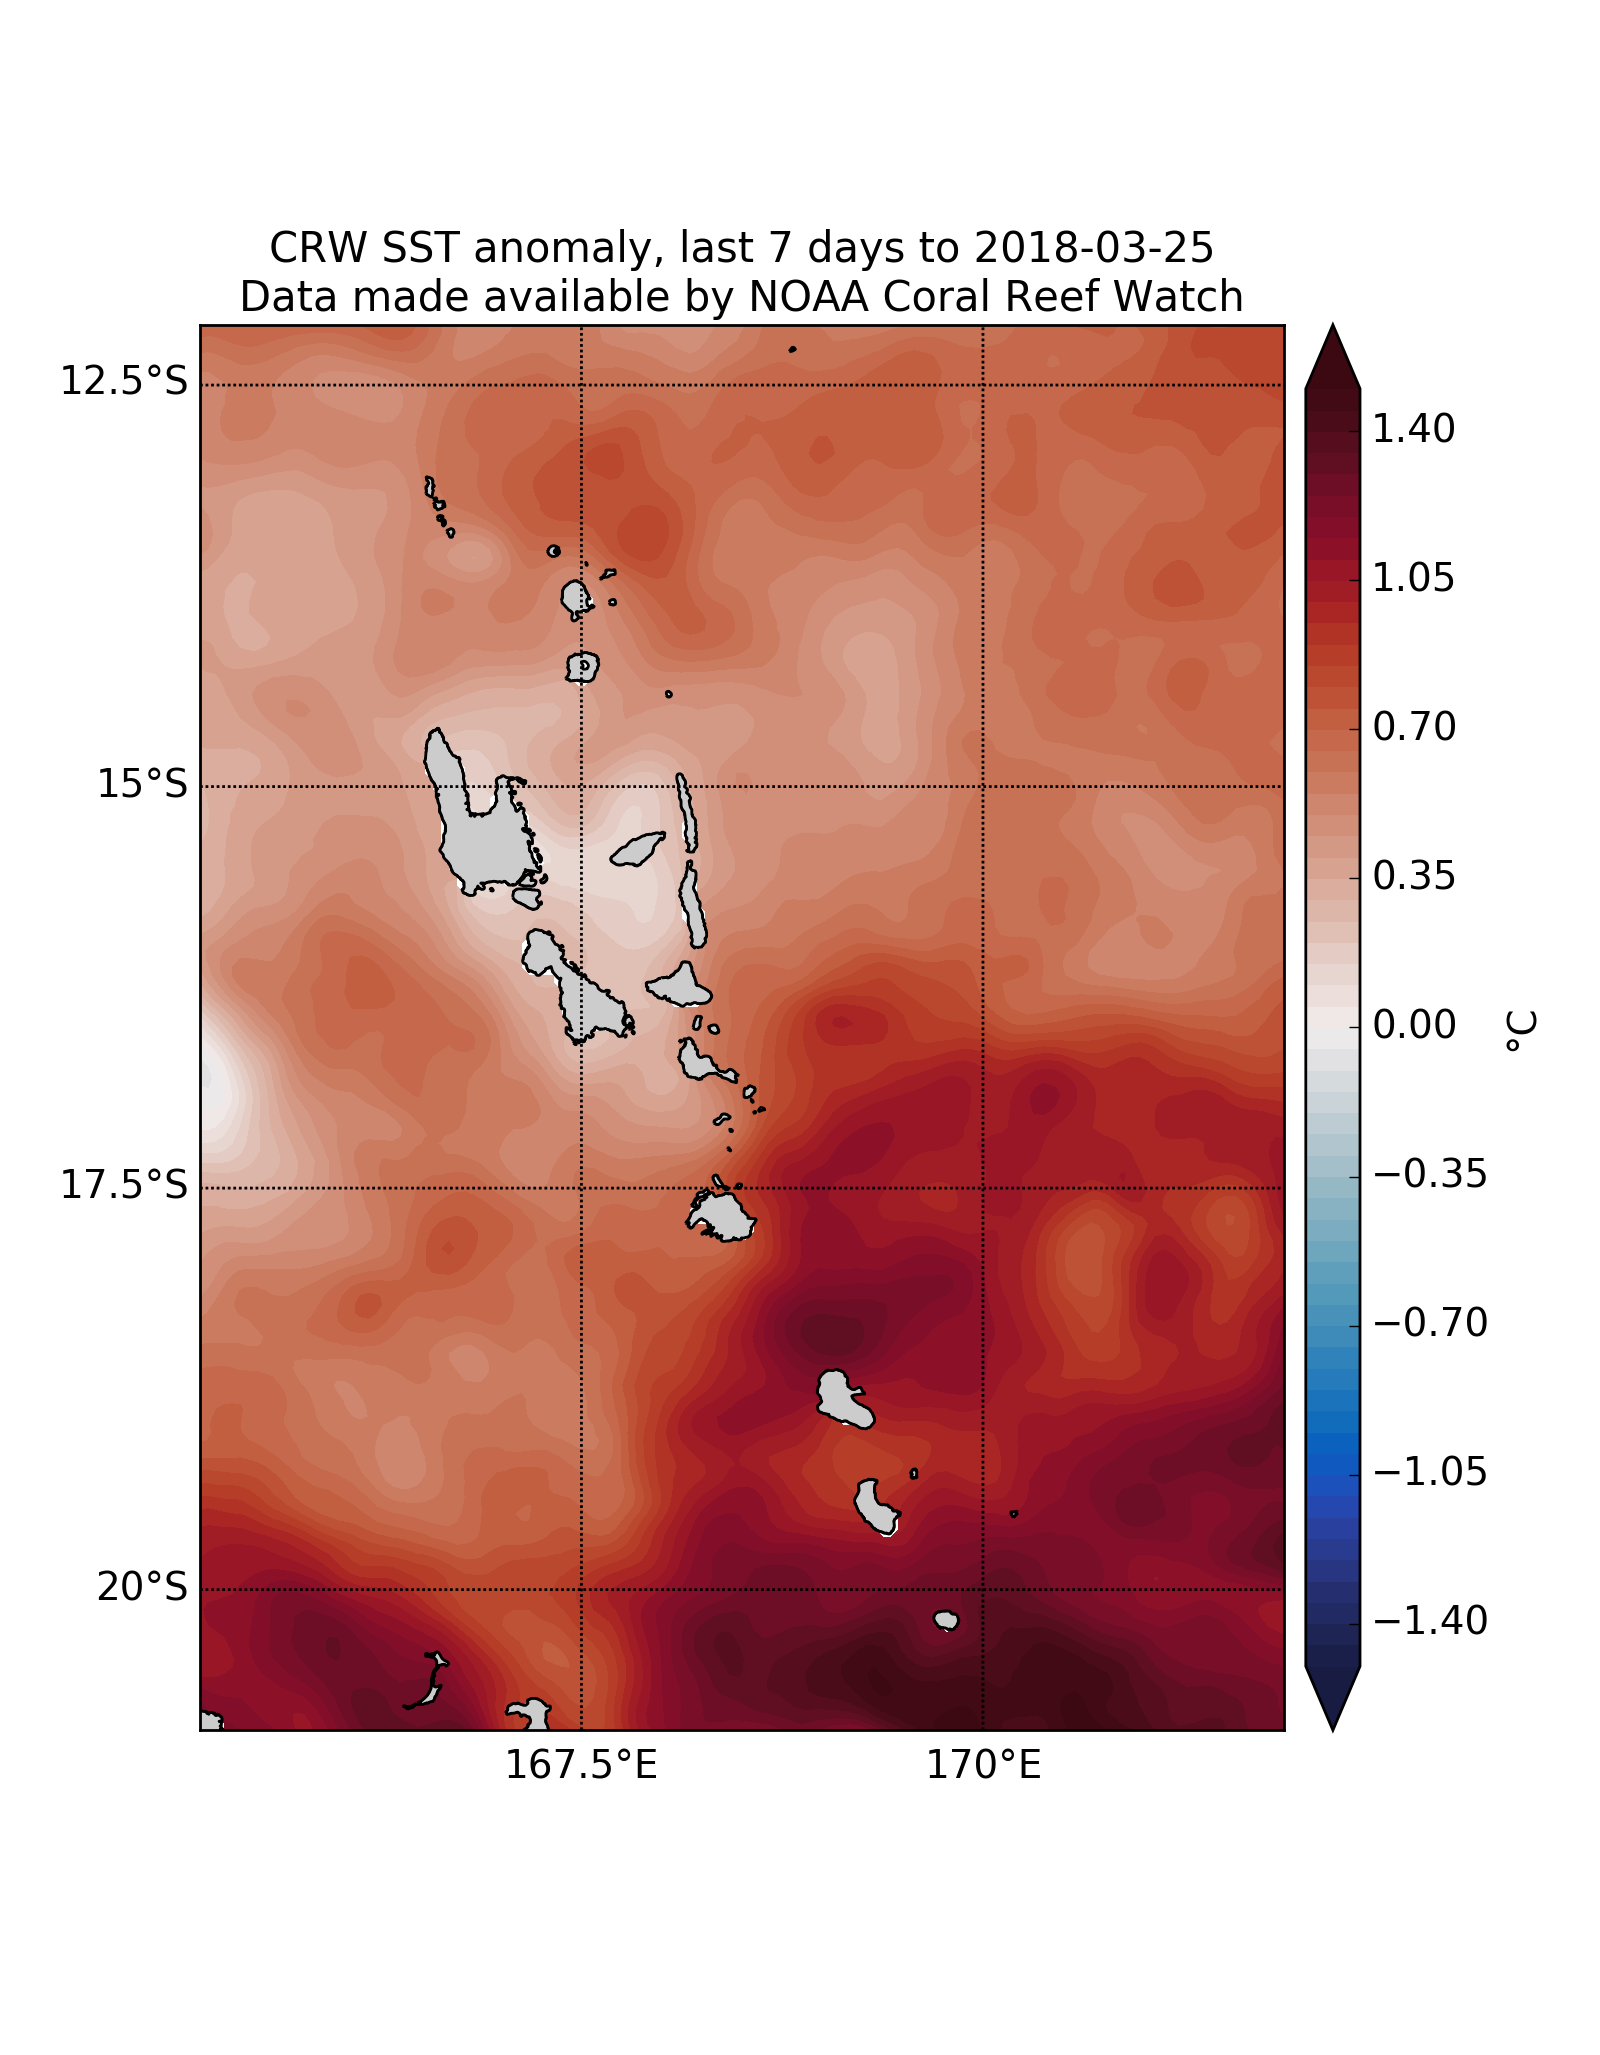 CRW SST anomaly, last 7 days to 2018-03-25
Data made available by NOAA Coral Reef Watch
12.5°S
15°S
17.5°S
20°S
167.5°E
170°E
1.40
1.05
0.70
0.35
0.00
−0.35
−0.70
−1.05
−1.40
°C